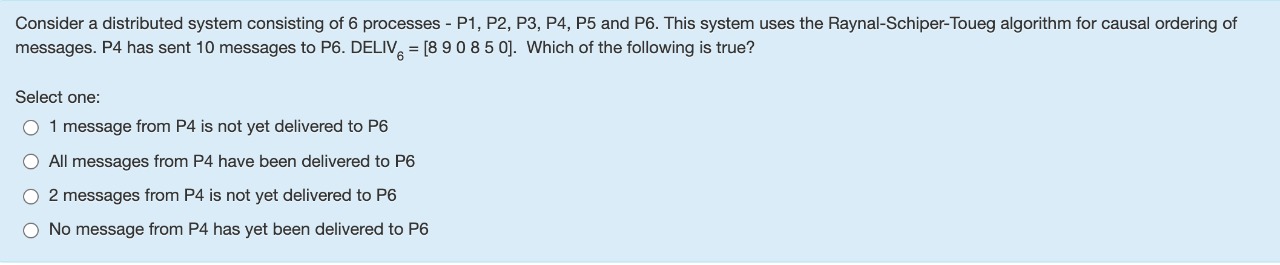 Consider a distributed system consisting of 6 processes - P1, P2, P3, P4, P5 and P6. This system uses the Raynal-Schiper-Toueg algorithm for causal ordering of
messages. P4 has sent 10 messages to P6. DELIV6 = [8 9 0 8 5 0].  Which of the following is true?
Select one:
1 message from P4 is not yet delivered to P6
All messages from P4 have been delivered to P6
2 messages from P4 is not yet delivered to P6
No message from P4 has yet been delivered to P6